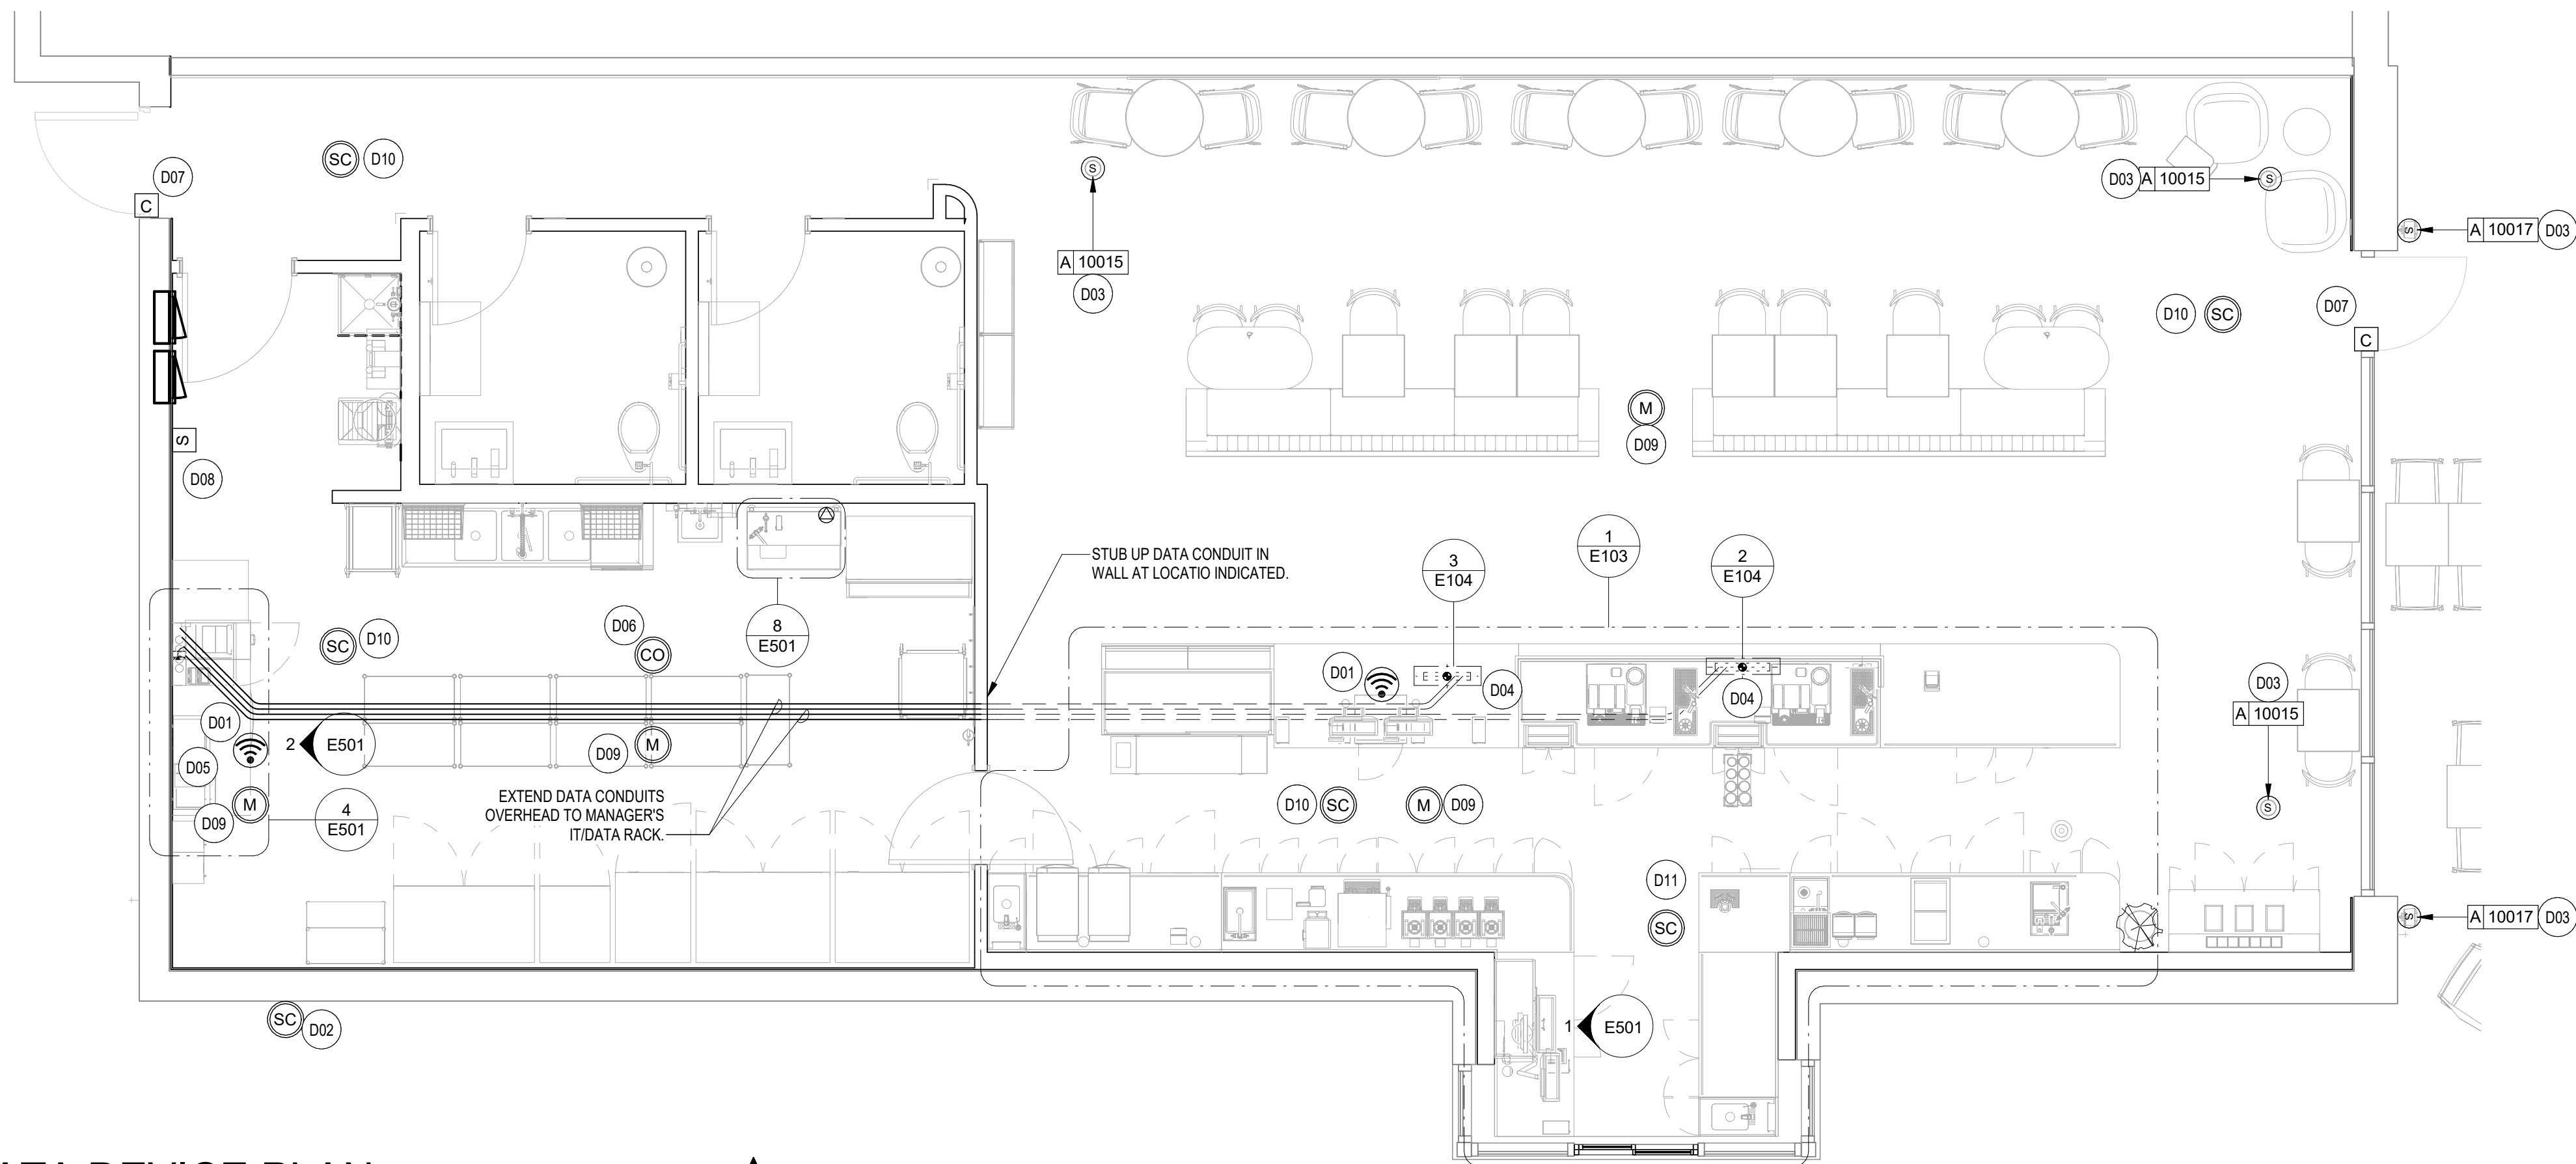 SC D10
D07
C
S
A 10015
D03
D03 A 10015 S
S A 10017 D03
D10 SC
D07
C
M
D09
S
D08
STUB UP DATA CONDUIT IN
WALL AT LOCATIO INDICATED.
3
E104
1
E103
2
E104
8
E501
SC D10
D06
CO
D01
D04
D04
D03
A 10015
S
D01
2 E501
D09 M
D05
M
D09
4
E501
EXTEND DATA CONDUITS
OVERHEAD TO MANAGER'S
IT/DATA RACK.
D10 SC
M D09
D11
SC
S A 10017 D03
SC D02
1 E501
ATA DEVICE PLAN